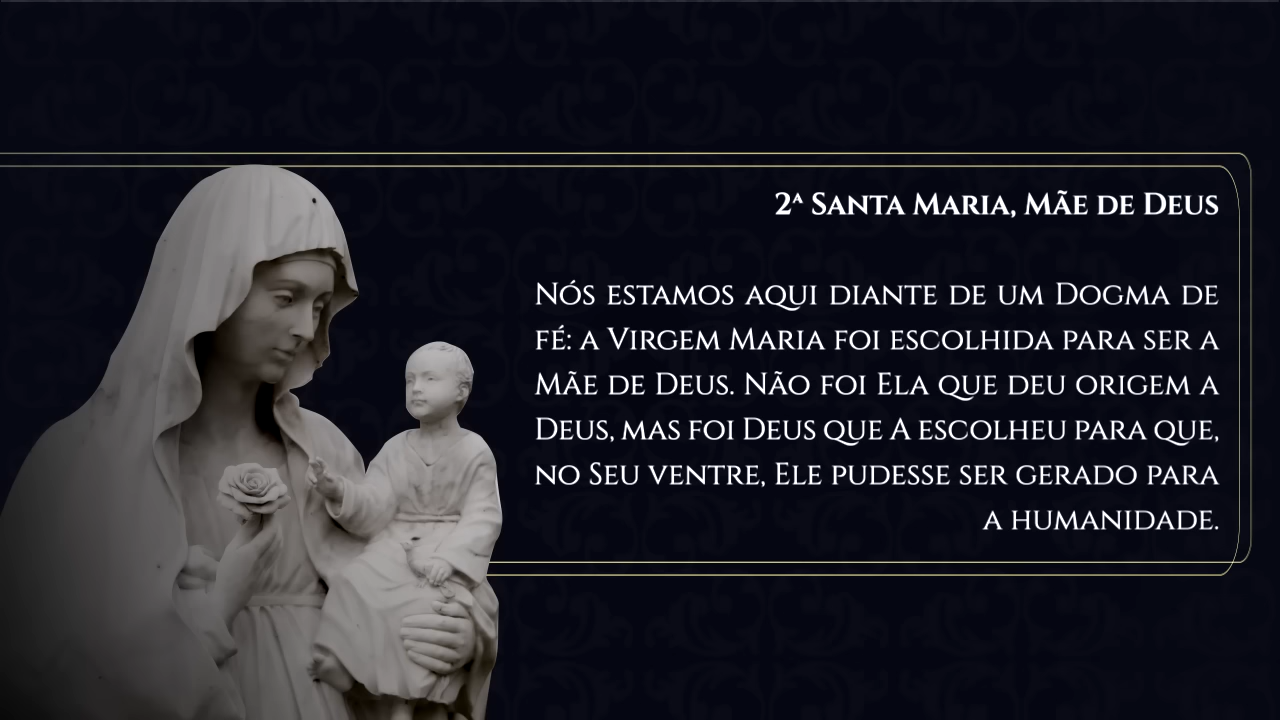 2ª Santa Maria, Mãe de Deus
Nós estamos aqui diante de um Dogma de
fé: a Virgem Maria foi escolhida para ser a
Mãe de Deus. Não foi Ela que deu origem a
Deus, mas foi Deus que A escolheu para que,
no Seu ventre, Ele pudesse ser gerado para
a humanidade.